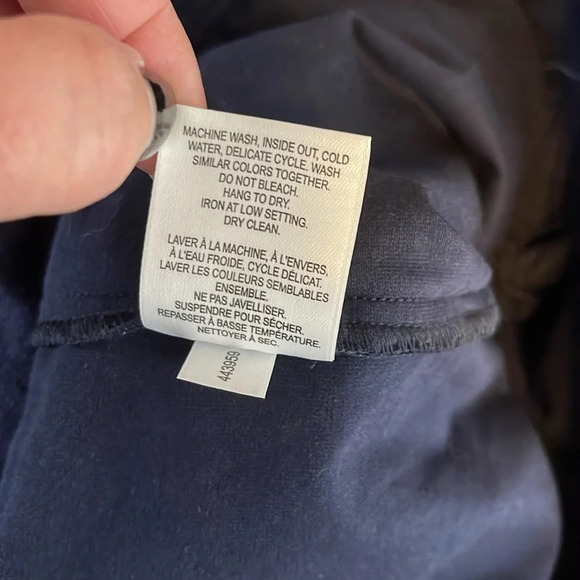 MACHINE WASH, INSIDE OUT, COLD
WATER, DELICATE CYCLE. WASH
SIMILAR COLORS TOGETHER.
DO NOT BLEACH.
HANG TO DRY.
IRON AT LOW SETTING.
DRY CLEAN.
LAVER À LA MACHINE, À L'ENVERS,
À L'EAU FROIDE, CYCLE DÉLICAT.
LAVER LES COULEURS SEMBLABLES
ENSEMBLE.
NE PAS JAVELLISER.
SUSPENDRE POUR SÉCHER.
REPASSER À BASSE TEMPÉRATURE.
NETTOYER À SEC.
443959